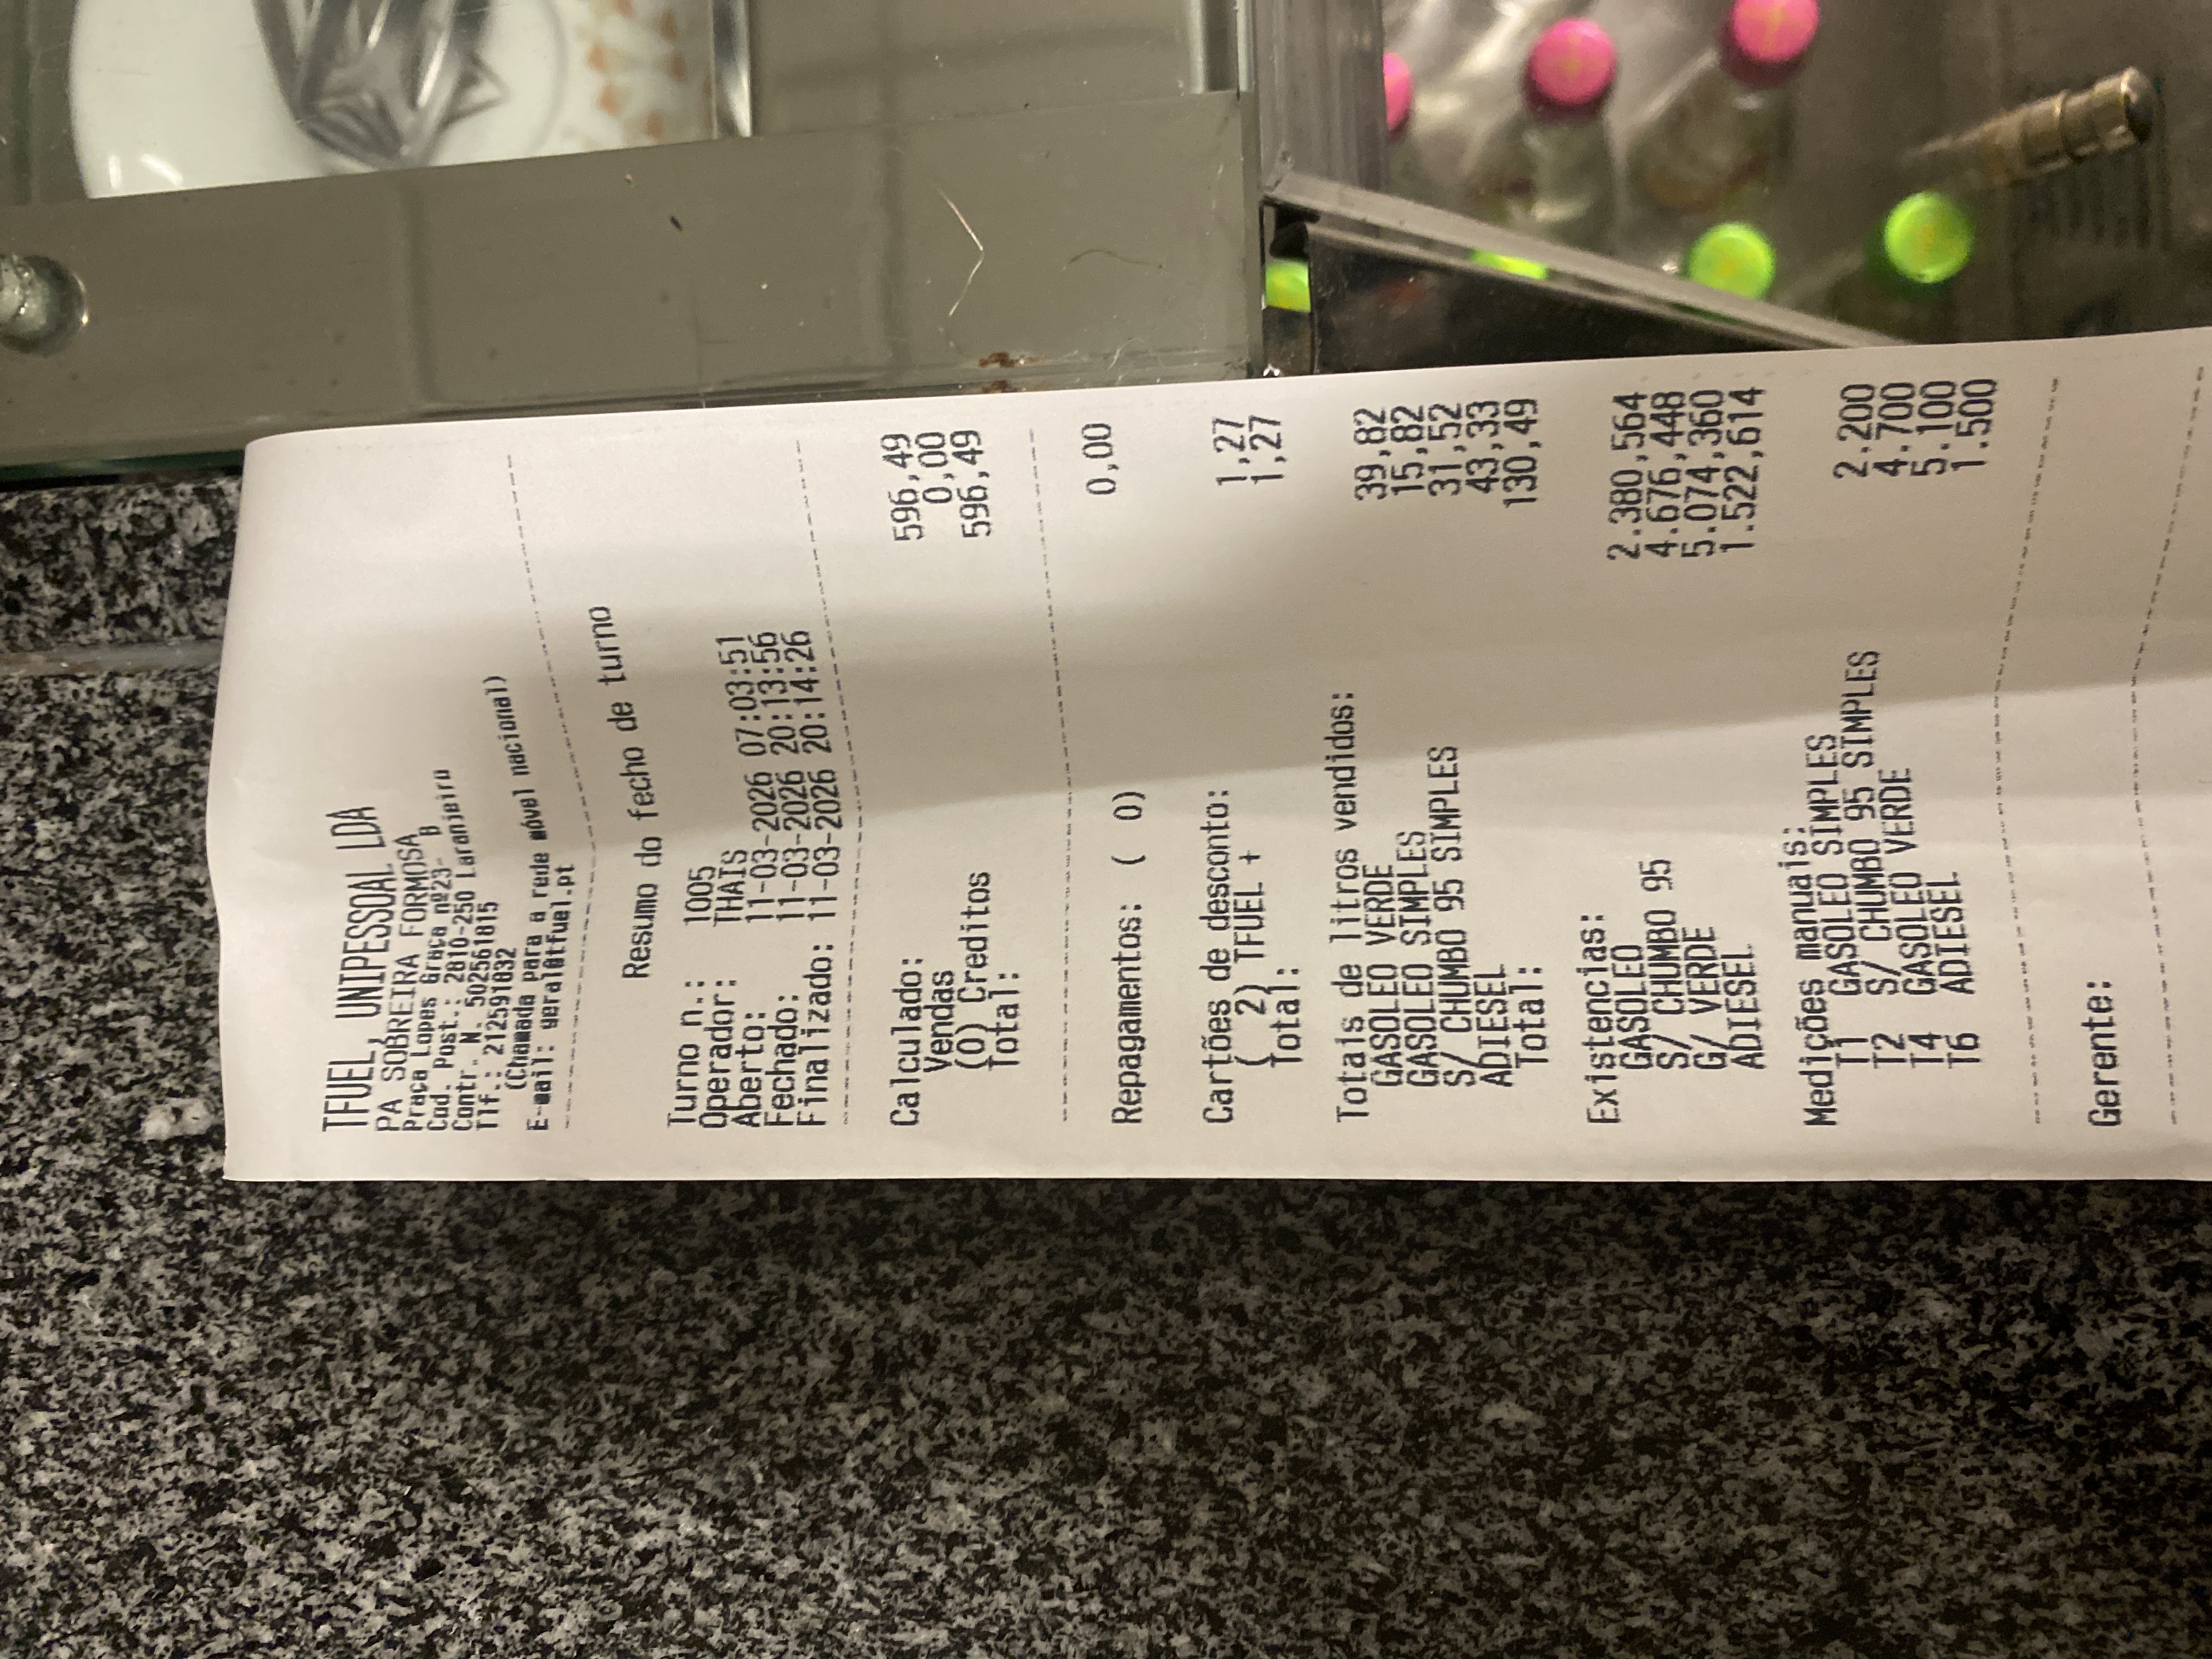 TFUEL, UNIPESSOAL LDA
PA SOBREIRA FORMOSA
Praça Lopes Graça nº23- B
Cod. Post.: 2810-250 Laranjeiro
Contr. N. 502561815
Tlf.: 212591032
(Chamada para a rede móvel nacional)
E-mail: geral@tfuel.pt
Resumo do fecho de turno
Turno n.: 1005
Operador: THAIS
Aberto: 11-03-2026 07:03:51
Fechado: 11-03-2026 20:13:56
Finalizado: 11-03-2026 20:14:26
Calculado:
Vendas 596,49
(0) Creditos 0,00
Total: 596,49
Repagamentos: ( 0) 0,00
Cartões de desconto:
( 2) TFUEL + 1,27
Total: 1,27
Totais de litros vendidos:
GASOLEO VERDE 39,82
GASOLEO SIMPLES 15,82
S/ CHUMBO 95 SIMPLES 31,52
ADIESEL 43,33
Total: 130,49
Existencias:
GASOLEO 2.380,564
S/ CHUMBO 95 4.676,448
G/ VERDE 5.074,360
ADIESEL 1.522,614
Medições manuais:
T1 GASOLEO SIMPLES 2.200
T2 S/ CHUMBO 95 SIMPLES 4.700
T4 GASOLEO VERDE 5.100
T6 ADIESEL 1.500
Gerente: